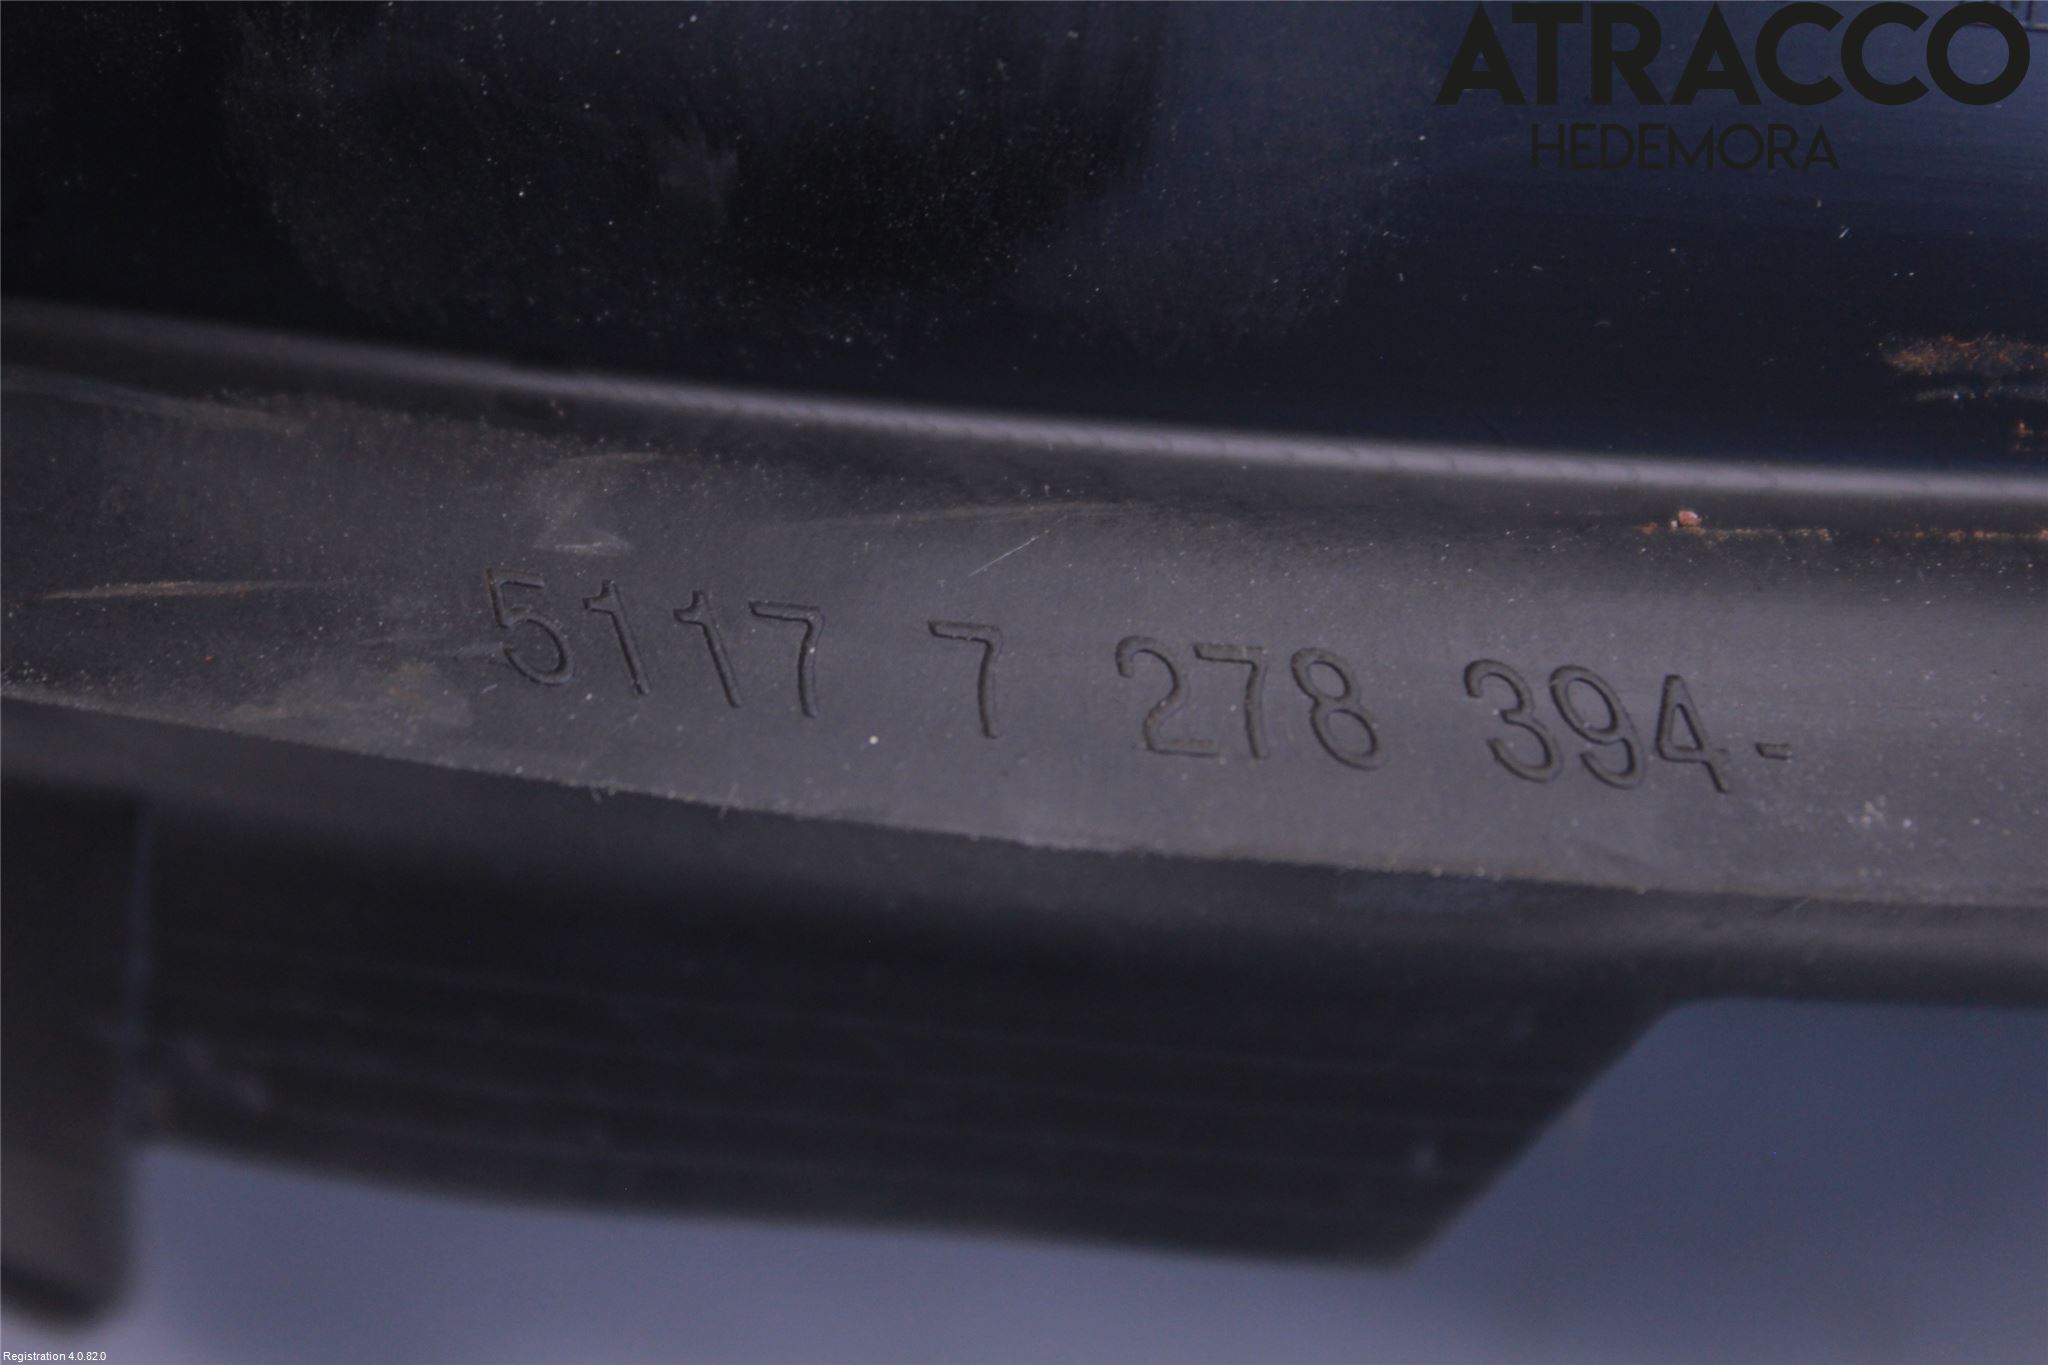 ATRACCO
HEDEMORA
5117 7 278 394-
Registration 4.0.82.0